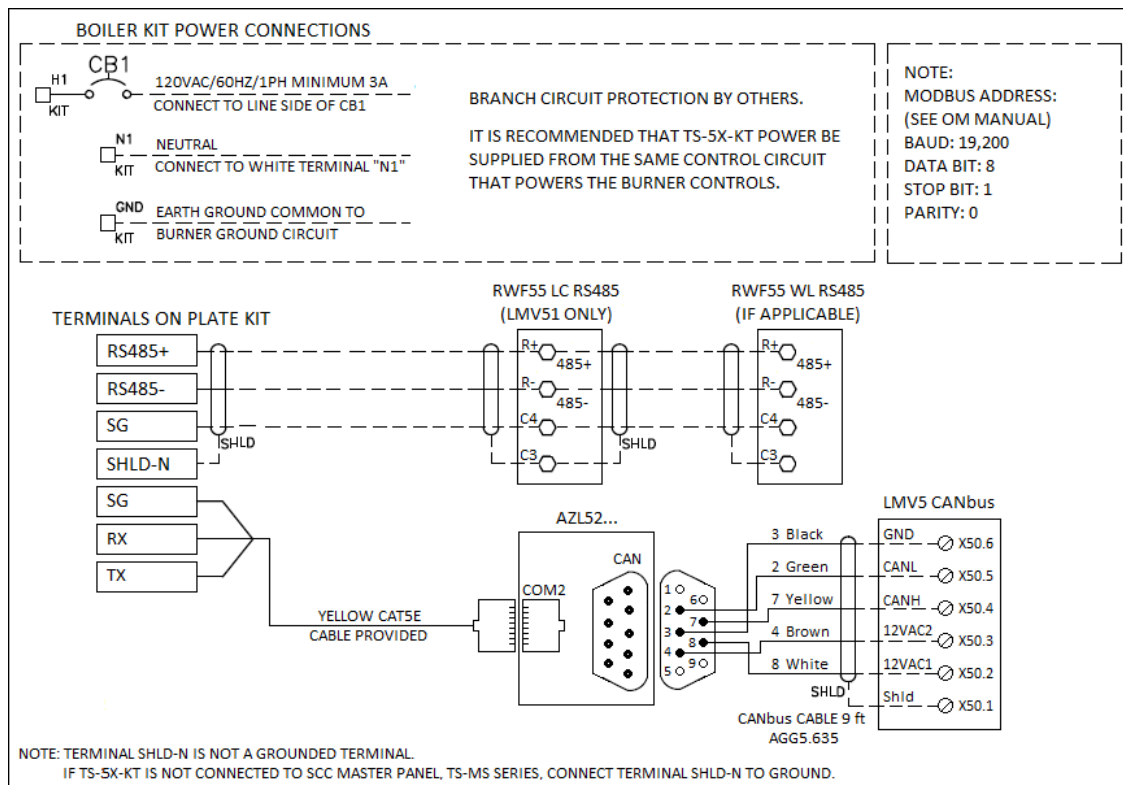 BOILER KIT POWER CONNECTIONS
H1
KIT
CB1
120VAC/60HZ/1PH MINIMUM 3A
CONNECT TO LINE SIDE OF CB1
N1
KIT
NEUTRAL
CONNECT TO WHITE TERMINAL "N1"
GND
KIT
EARTH GROUND COMMON TO
BURNER GROUND CIRCUIT
BRANCH CIRCUIT PROTECTION BY OTHERS.
IT IS RECOMMENDED THAT TS-5X-KT POWER BE
SUPPLIED FROM THE SAME CONTROL CIRCUIT
THAT POWERS THE BURNER CONTROLS.
NOTE:
MODBUS ADDRESS:
(SEE OM MANUAL)
BAUD: 19,200
DATA BIT: 8
STOP BIT: 1
PARITY: 0
TERMINALS ON PLATE KIT
RS485+
RS485-
SG
SHLD-N
SG
RX
TX
SHLD
RWF55 LC RS485
(LMV51 ONLY)
R+
485+
R-
485-
C4
C3
SHLD
RWF55 WL RS485
(IF APPLICABLE)
R+
485+
R-
485-
C4
C3
YELLOW CAT5E
CABLE PROVIDED
AZL52...
CAN
COM2
1
6
2
7
3
8
4
9
5
3 Black
2 Green
7 Yellow
4 Brown
8 White
SHLD
CANbus CABLE 9 ft
AGG5.635
LMV5 CANbus
GND X50.6
CANL X50.5
CANH X50.4
12VAC2 X50.3
12VAC1 X50.2
Shld X50.1
NOTE: TERMINAL SHLD-N IS NOT A GROUNDED TERMINAL.
IF TS-5X-KT IS NOT CONNECTED TO SCC MASTER PANEL, TS-MS SERIES, CONNECT TERMINAL SHLD-N TO GROUND.